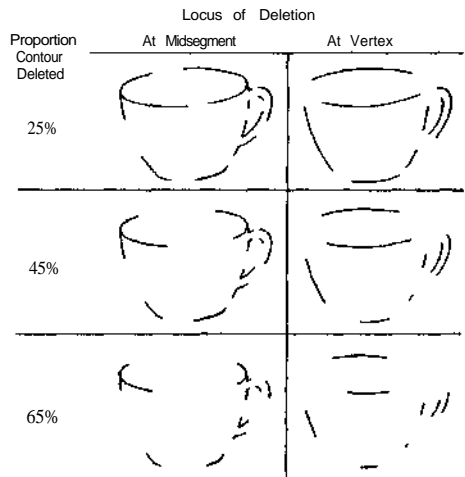 Locus of Deletion
Proportion
Contour
Deleted
At Midsegment
At Vertex
25%
45%
65%